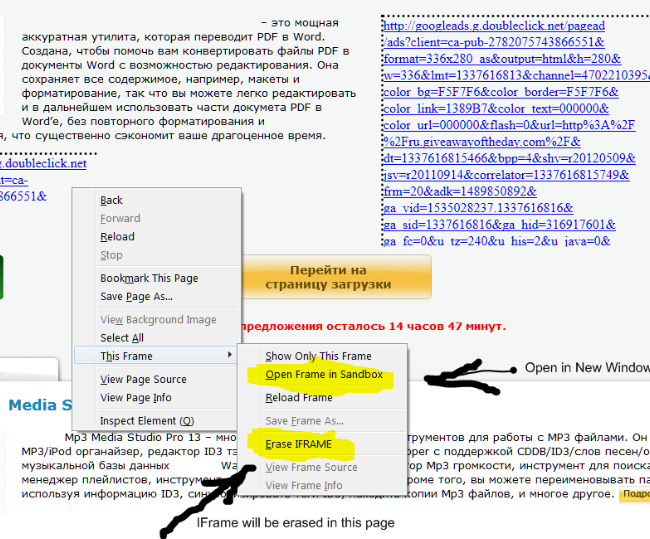 – это мощная
аккуратная утилита, которая переводит PDF в Word.
Создана, чтобы помочь вам конвертировать файлы PDF в
документы Word с возможностью редактирования. Она
сохраняет все содержимое, например, макеты и
форматирование, так что вы можете легко редактировать
и в дальнейшем использовать части докумета PDF в
Word'е, без повторного форматирования и
я, что существенно сэкономит ваше драгоценное время.
http://googleads.g.doubleclick.net/pagead
/ads?client=ca-pub-2782075743866551&
format=336x280_as&output=html&h=280&
w=336&lmt=1337616813&channel=4702210395
color_bg=F5F7F6&color_border=F5F7F6&
color_link=1389B7&color_text=000000&
color_url=000000&flash=0&url=http%3A%2F
%2Fru.giveawayoftheday.com%2F&
dt=1337616815466&bpp=4&shv=r20120509&
jsv=r20110914&correlator=1337616815749&
frm=20&adk=1489850892&
ga_vid=1535028237.1337616816&
ga_sid=1337616816&ga_hid=316917601&
ga_fc=0&u_tz=240&u_his=2&u_java=0&
g.doubleclick.net
nt=ca-
866551&
Back
Forward
Reload
Stop
Bookmark This Page
Save Page As...
View Background Image
Select All
This Frame
View Page Source
View Page Info
Inspect Element (Q)
Перейти на
страницу загрузки
предложения осталось 14 часов 47 минут.
Show Only This Frame
Open Frame in Sandbox
Reload Frame
Save Frame As...
Erase IFRAME
View Frame Source
View Frame Info
Open in New Window
Media S
Mp3 Media Studio Pro 13 – мно
трументов для работы с MP3 файлами. Он
MP3/iPod органайзер, редактор ID3 тэ
рер с поддержкой CDDB/ID3/слов песен/о
музыкальной базы данных Wa
тор Mp3 громкости, инструмент для поиска
менеджер плейлистов, инструмент
роме того, вы можете переименовывать па
используя информацию ID3,
копии Mp3 файлов, и многое другое.
Подро
IFrame will be erased in this page